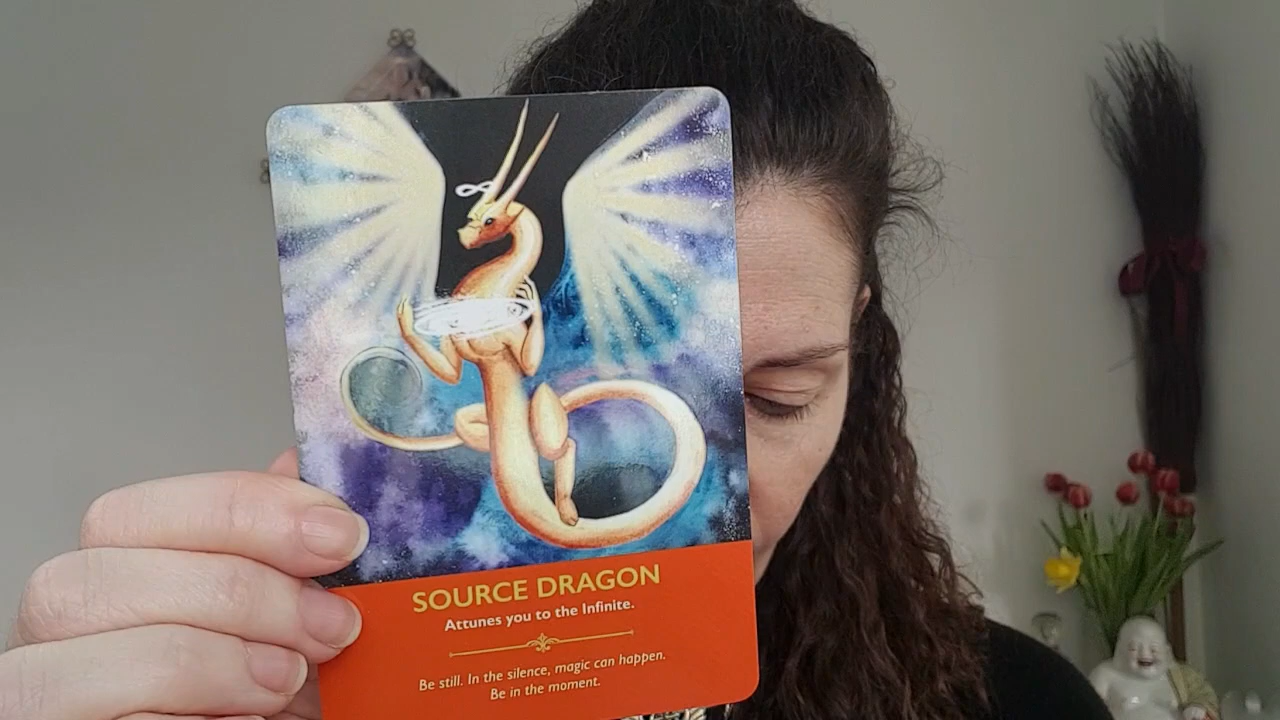 SOURCE DRAGON
Attunes you to the Infinite.
Be still. In the silence, magic can happen.
Be in the moment.